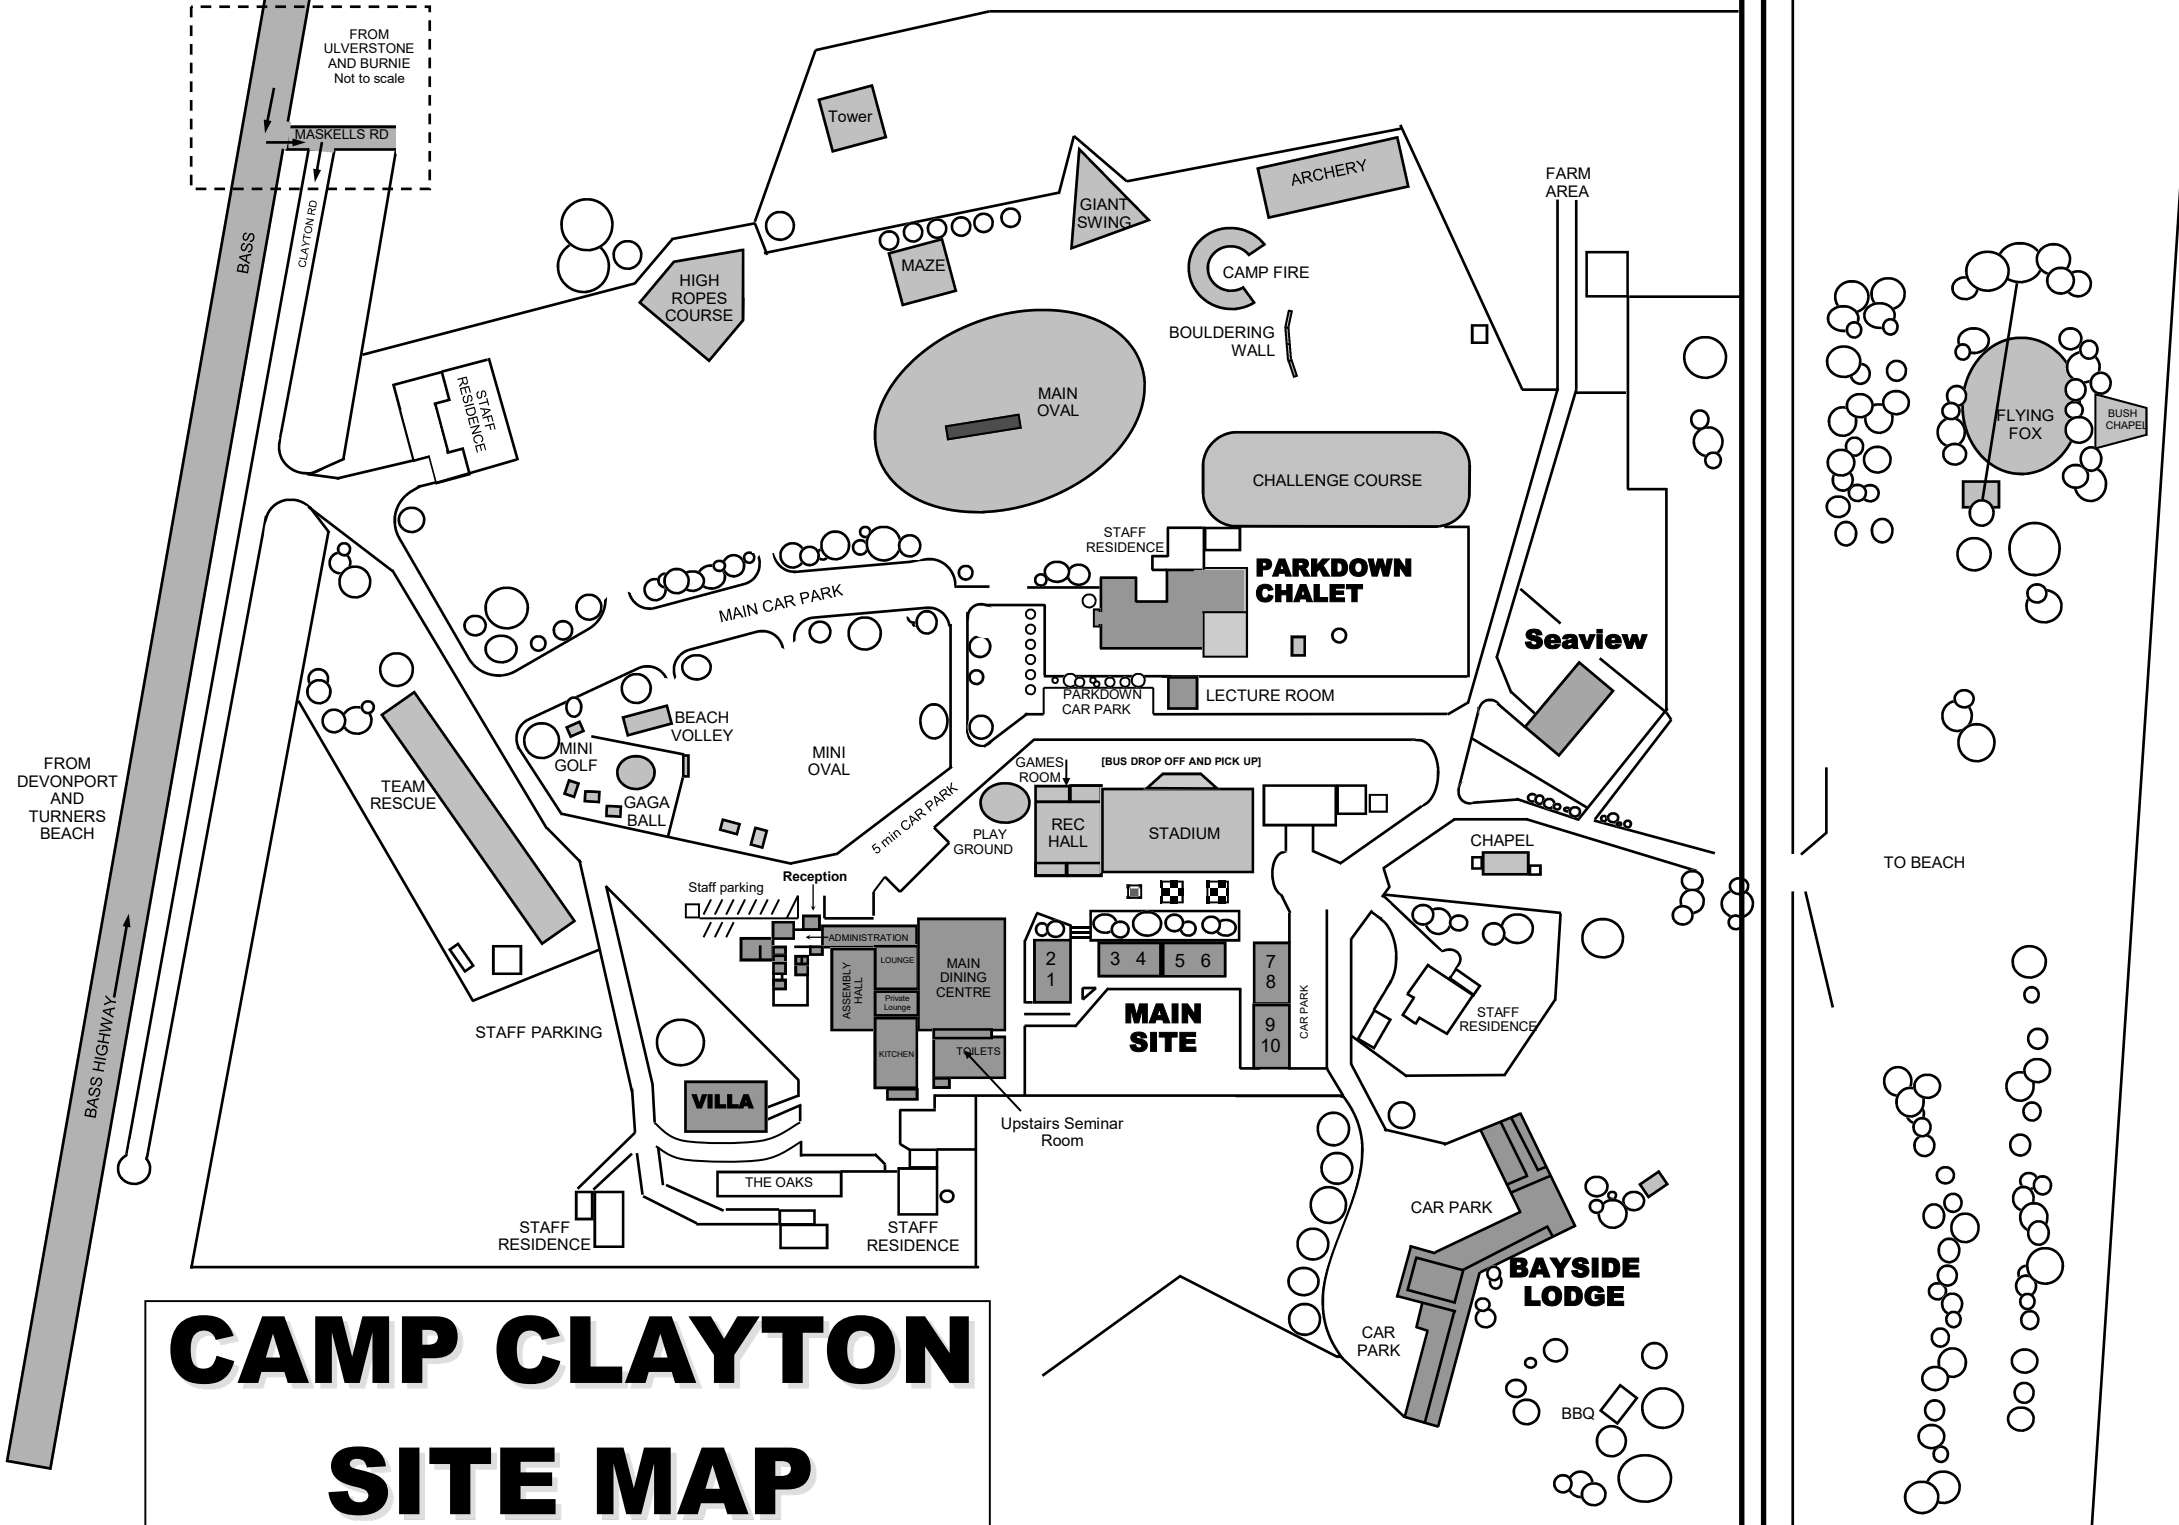 FROM
ULVERSTONE
AND BURNIE
Not to scale
MASKELLS RD
BASS
CLAYTON RD
Tower
GIANT
SWING
ARCHERY
FARM
AREA
HIGH
ROPES
COURSE
MAZE
CAMP FIRE
BOULDERING
WALL
STAFF
RESIDENCE
MAIN
OVAL
FLYING
FOX
BUSH
CHAPEL
CHALLENGE COURSE
STAFF
RESIDENCE
PARKDOWN
CHALET
MAIN CAR PARK
Seaview
PARKDOWN
CAR PARK
LECTURE ROOM
BEACH
VOLLEY
MINI
GOLF
MINI
OVAL
GAGA
BALL
FROM
DEVONPORT
AND
TURNERS
BEACH
TEAM
RESCUE
GAMES
ROOM
[BUS DROP OFF AND PICK UP]
5 min CAR PARK
PLAY
GROUND
REC
HALL
STADIUM
CHAPEL
TO BEACH
Reception
Staff parking
ADMINISTRATION
LOUNGE
ASSEMBLY
HALL
Private
Lounge
MAIN
DINING
CENTRE
KITCHEN
TOILETS
2
1
3 4
5 6
7
8
9
10
CAR PARK
MAIN
SITE
STAFF
RESIDENCE
STAFF PARKING
BASS HIGHWAY
VILLA
Upstairs Seminar
Room
THE OAKS
STAFF
RESIDENCE
STAFF
RESIDENCE
CAR PARK
BAYSIDE
LODGE
CAR
PARK
BBQ
CAMP CLAYTON
SITE MAP